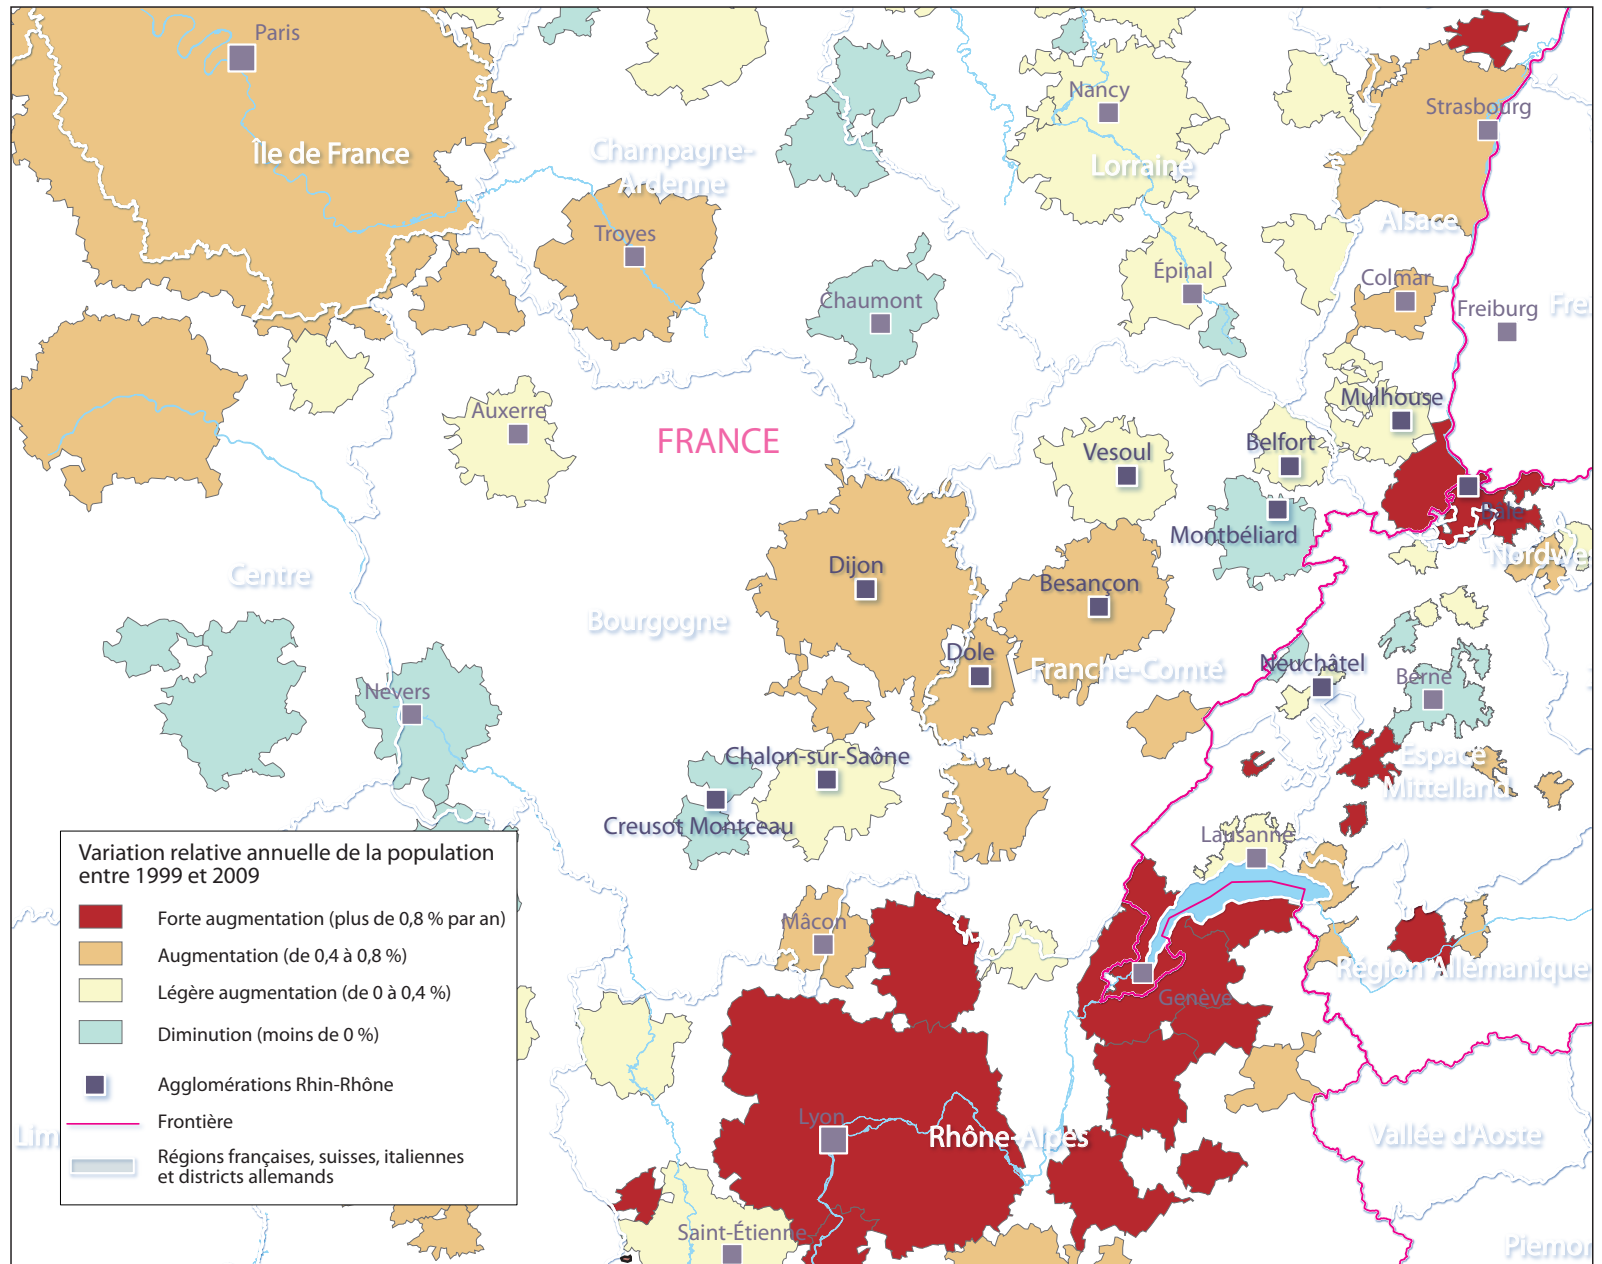 Paris
Île de France
Champagne-
Ardenne
Troyes
Nancy
Lorraine
Strasbourg
Alsace
Épinal
Colmar
Freiburg
Chaumont
Auxerre
FRANCE
Mulhouse
Belfort
Vesoul
Montbéliard
Bâle
Nordwe
Centre
Dijon
Besançon
Bourgogne
Dole
Franche-Comté
Neuchâtel
Berne
Nevers
Chalon-sur-Saône
Creusot Montceau
Espace
Mittelland
Lausanne
Mâcon
Région Allémanique
Genève
Lyon
Rhône-Alpes
Vallée d'Aoste
Saint-Étienne
Piemon
Lim
Fre
Variation relative annuelle de la population
entre 1999 et 2009
Forte augmentation (plus de 0,8 % par an)
Augmentation (de 0,4 à 0,8 %)
Légère augmentation (de 0 à 0,4 %)
Diminution (moins de 0 %)
Agglomérations Rhin-Rhône
Frontière
Régions françaises, suisses, italiennes
et districts allemands